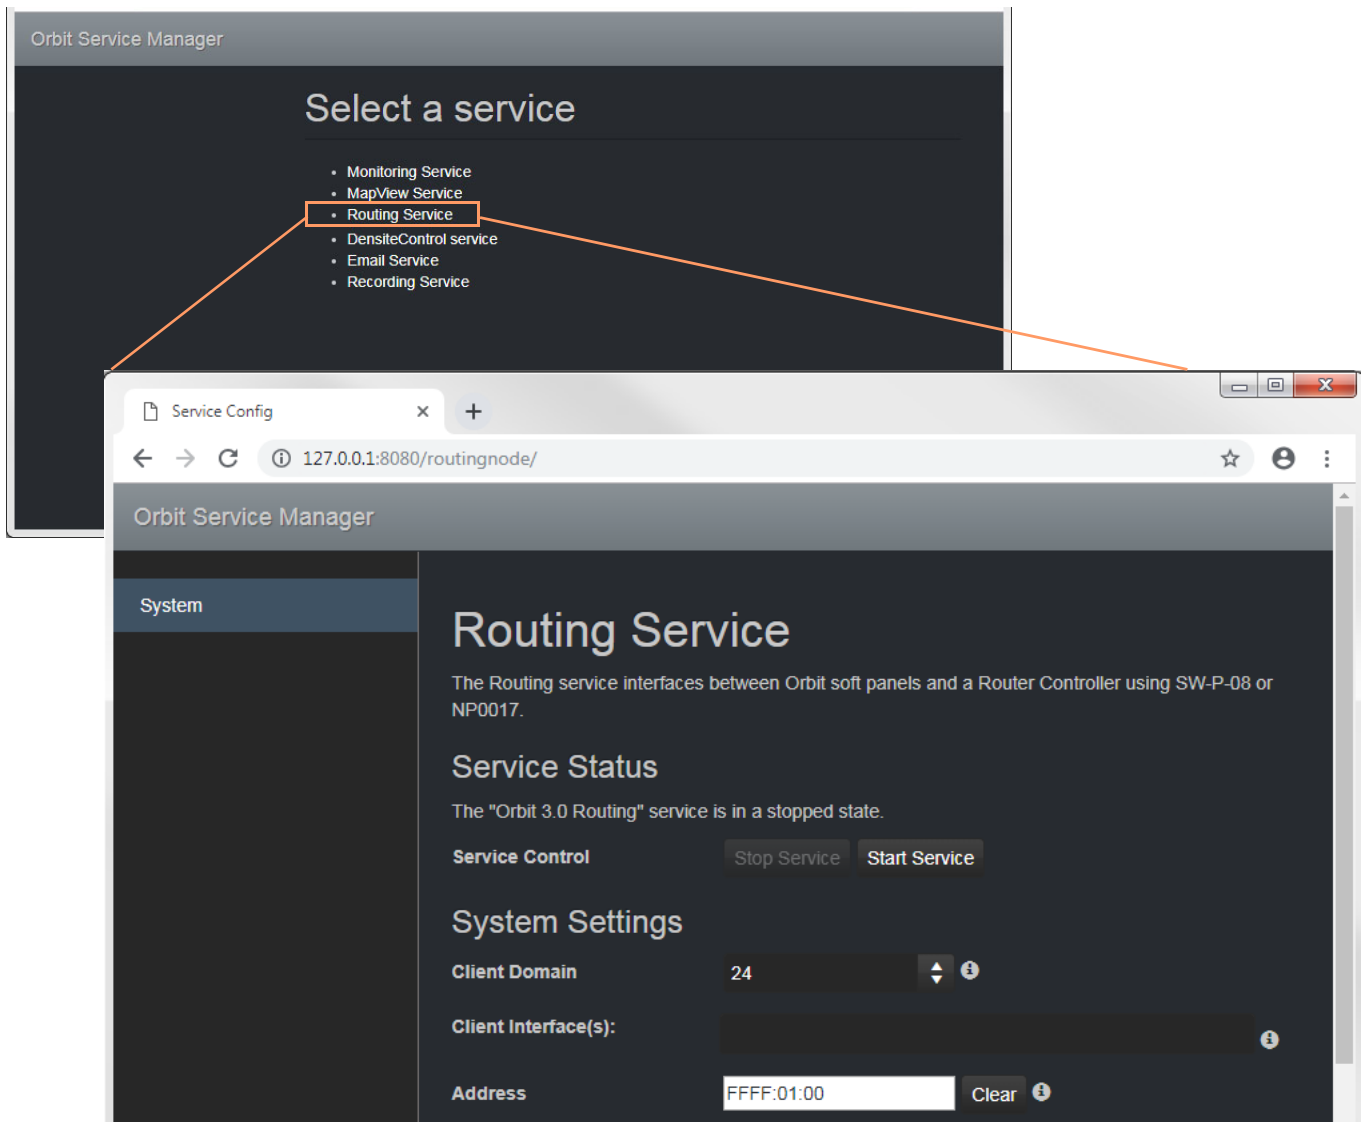 Orbit Service Manager
Select a service
Monitoring Service
MapView Service
Routing Service
DensiteControl service
Email Service
Recording Service
Service Config
127.0.0.1:8080/routingnode/
Orbit Service Manager
System
Routing Service
The Routing service interfaces between Orbit soft panels and a Router Controller using SW-P-08 or
NP0017.
Service Status
The "Orbit 3.0 Routing" service is in a stopped state.
Service Control Stop Service Start Service
System Settings
Client Domain 24
Client Interface(s):
Address FFFF:01:00 Clear